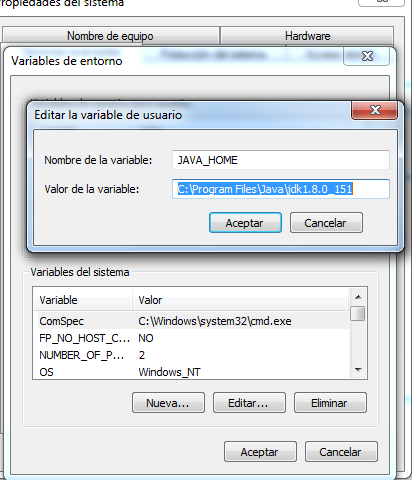 Propiedades del sistema
Nombre de equipo Hardware
Variables de entorno
Editar la variable de usuario
Nombre de la variable: JAVA_HOME
Valor de la variable: C:\Program Files\Java\jdk1.8.0_151
Aceptar Cancelar
Variables del sistema
Variable Valor
ComSpec C:\Windows\system32\cmd.exe
FP_NO_HOST_C... NO
NUMBER_OF_P... 2
OS Windows_NT
Nueva... Editar... Eliminar
Aceptar Cancelar